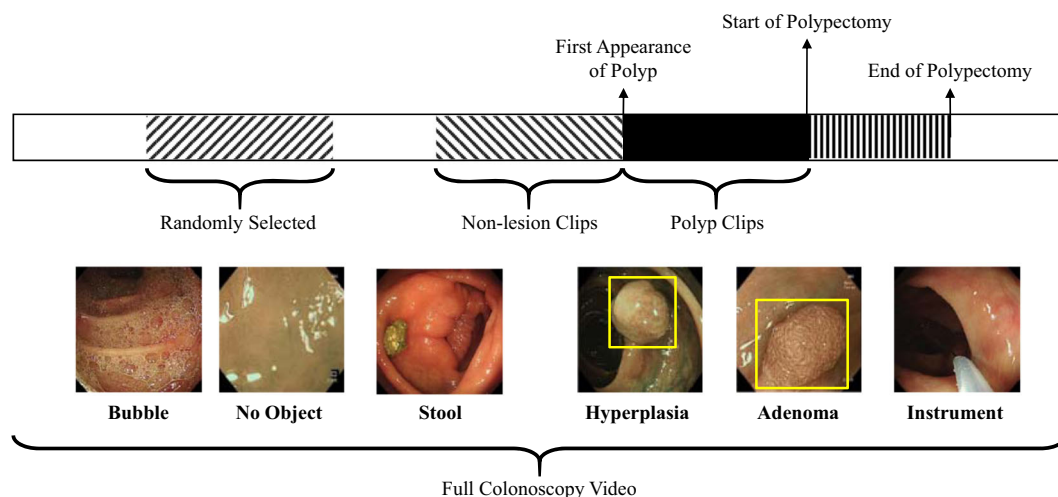 Start of Polypectomy
First Appearance
of Polyp
End of Polypectomy
Randomly Selected
Non-lesion Clips
Polyp Clips
Bubble
No Object
Stool
Hyperplasia
Adenoma
Instrument
Full Colonoscopy Video